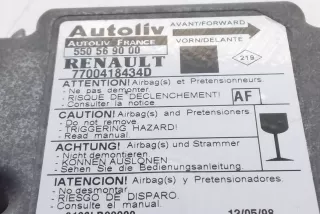 Autoliv
AVANT/FORWARD
AUTOLIV FRANCE
VORN/DELANTE
550 56 90 00
RENAULT
219
7700418434D
ATTENTION! Airbag(s) et Pretensionneurs
- Ne pas demonter.
- RISQUE DE DECLENCHEMENT!
- Consulter la notice
AF
CAUTION! Airbag(s) and Pretensioners
- Do not remove.
- TRIGGERING HAZARD!
- Read manual.
ACHTUNG! Airbag(s) und Strammer
- Nicht demontieren
- KONNEN AUSLONEN
- Sehen Sie die Bedienungsanleitung
!ATENCION! Airbag(s) y Pretensionadores.
- No desmontar.
- RIESGO DE DISPARO.
- Consulte el manual.
12/05/98